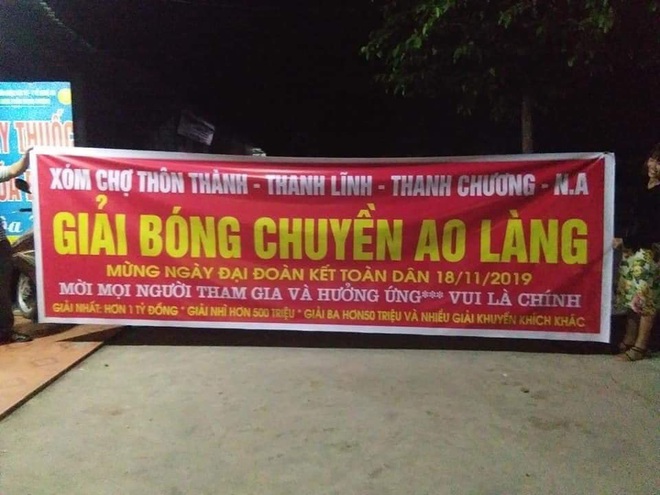 Y THUỐC
XÓM CHỢ THÔN THÀNH - THANH LĨNH - THANH CHƯƠNG - N.A
GIẢI BÓNG CHUYỀN AO LÀNG
MỪNG NGÀY ĐẠI ĐOÀN KẾT TOÀN DÂN 18/11/2019
MỜI MỌI NGƯỜI THAM GIA VÀ HƯỞNG ỨNG*** VUI LÀ CHÍNH
GIẢI NHẤT: HƠN 1 TỶ ĐỒNG * GIẢI NHÌ HƠN 500 TRIỆU * GIẢI BA HƠN50 TRIỆU VÀ NHIỀU GIẢI KHUYẾN KHÍCH KHÁC